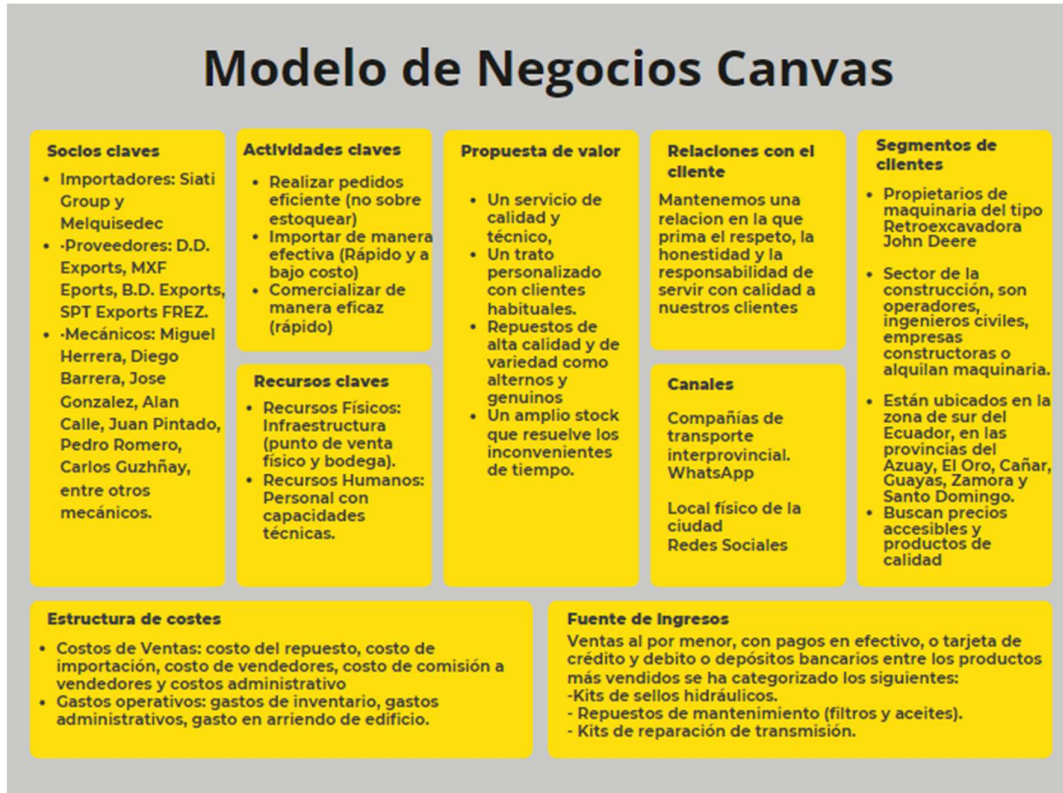 Modelo de Negocios Canvas
Socios claves
• Importadores: Siati
Group y
Melquisedec
• ·Proveedores: D.D.
Exports, MXF
Eports, B.D. Exports,
SPT Exports FREZ.
• ·Mecánicos: Miguel
Herrera, Diego
Barrera, Jose
Gonzalez, Alan
Calle, Juan Pintado,
Pedro Romero,
Carlos Guzhñay,
entre otros
mecánicos.
Actividades claves
• Realizar pedidos
eficiente (no sobre
estoquear)
• Importar de manera
efectiva (Rápido y a
bajo costo)
• Comercializar de
manera eficaz
(rápido)
Recursos claves
• Recursos Físicos:
Infraestructura
(punto de venta
físico y bodega).
• Recursos Humanos:
Personal con
capacidades
técnicas.
Propuesta de valor
• Un servicio de
calidad y
técnico,
• Un trato
personalizado
con clientes
habituales.
• Repuestos de
alta calidad y de
variedad como
alternos y
genuinos
• Un amplio stock
que resuelve los
inconvenientes
de tiempo.
Relaciones con el
cliente
Mantenemos una
relacion en la que
prima el respeto, la
honestidad y la
responsabilidad de
servir con calidad a
nuestros clientes
Canales
Compañías de
transporte
interprovincial.
WhatsApp
Local físico de la
ciudad
Redes Sociales
Segmentos de
clientes
• Propietarios de
maquinaria del tipo
Retroexcavadora
John Deere
• Sector de la
construcción, son
operadores,
ingenieros civiles,
empresas
constructoras o
alquilan maquinaria.
• Están ubicados en la
zona de sur del
Ecuador, en las
provincias del
Azuay, El Oro, Cañar,
Guayas, Zamora y
Santo Domingo.
• Buscan precios
accesibles y
productos de
calidad
Estructura de costes
• Costos de Ventas: costo del repuesto, costo de
importación, costo de vendedores, costo de comisión a
vendedores y costos administrativo
• Gastos operativos: gastos de inventario, gastos
administrativos, gasto en arriendo de edificio.
Fuente de Ingresos
Ventas al por menor, con pagos en efectivo, o tarjeta de
crédito y debito o depósitos bancarios entre los productos
más vendidos se ha categorizado los siguientes:
-Kits de sellos hidráulicos.
- Repuestos de mantenimiento (filtros y aceites).
- Kits de reparación de transmisión.